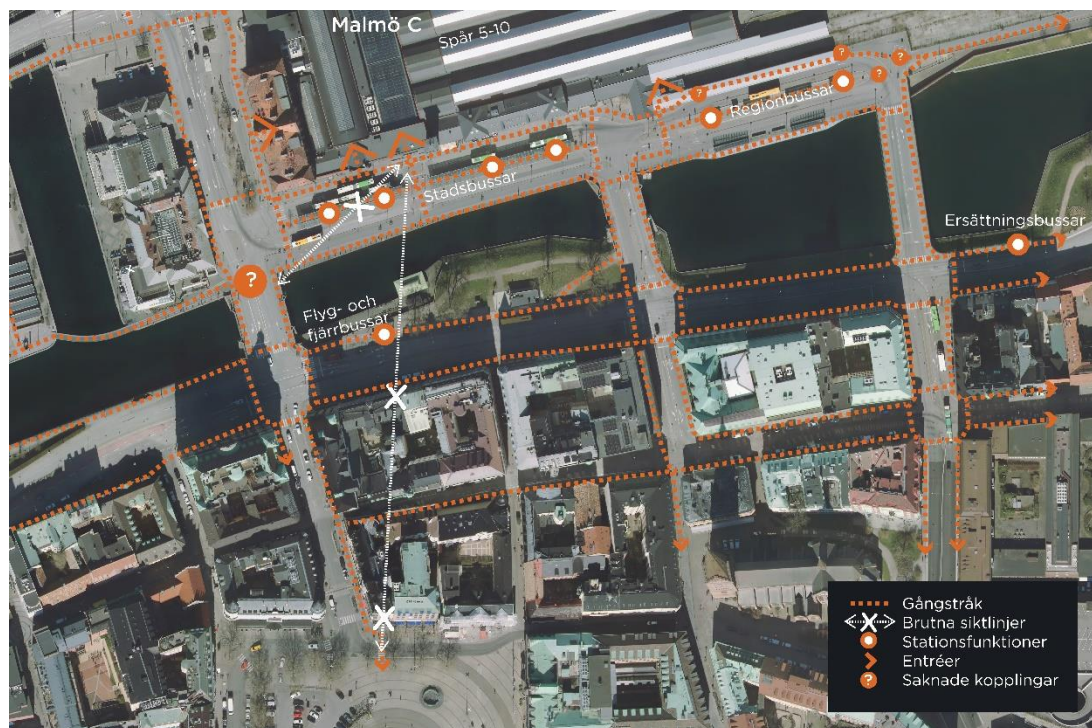 Malmö C
Spår 5-10
Regionbussar
Stadsbussar
Ersättningsbussar
Flyg- och
fjärrbussar
?
?
?
?
?
Gångstråk
Brutna siktlinjer
Stationsfunktioner
Entréer
? Saknade kopplingar